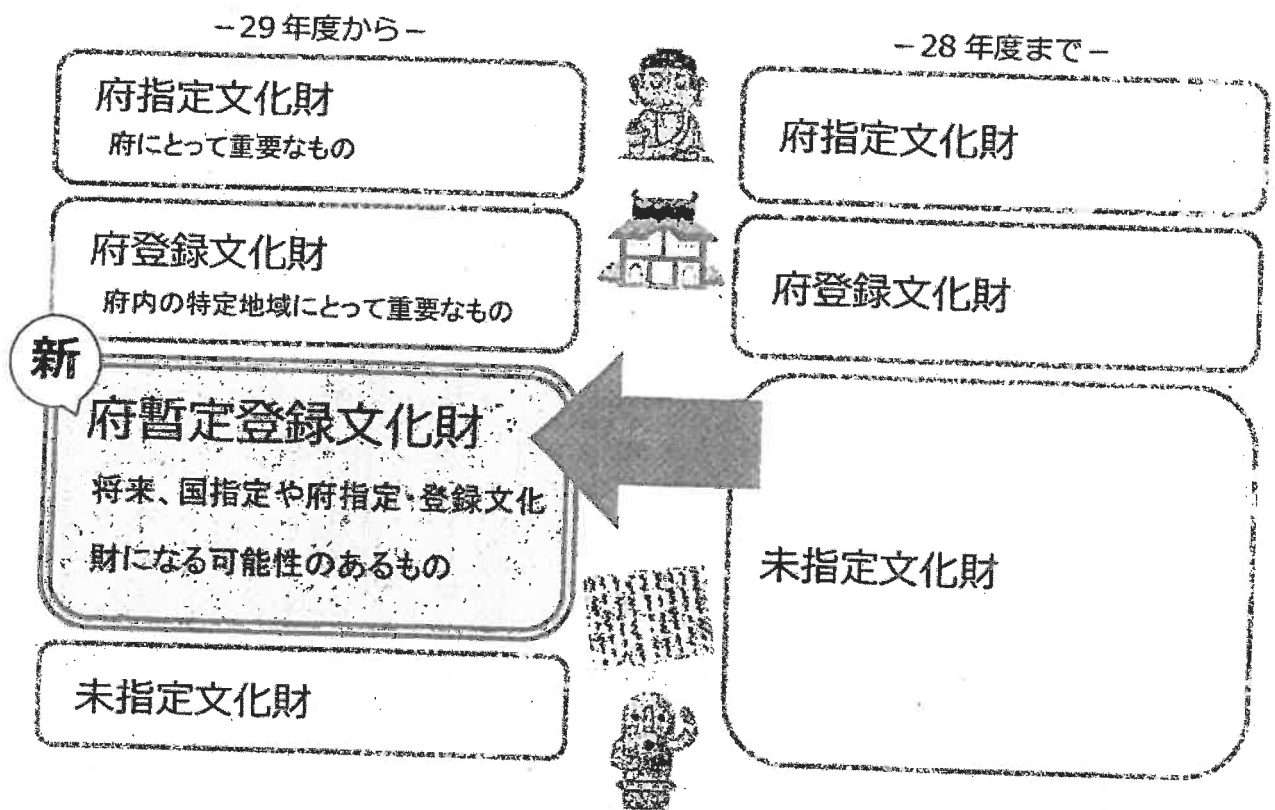 －29年度から－
府指定文化財
府にとって重要なもの
府登録文化財
府内の特定地域にとって重要なもの
新
府暫定登録文化財
将来、国指定や府指定・登録文化
財になる可能性のあるもの
未指定文化財
－28年度まで－
府指定文化財
府登録文化財
未指定文化財